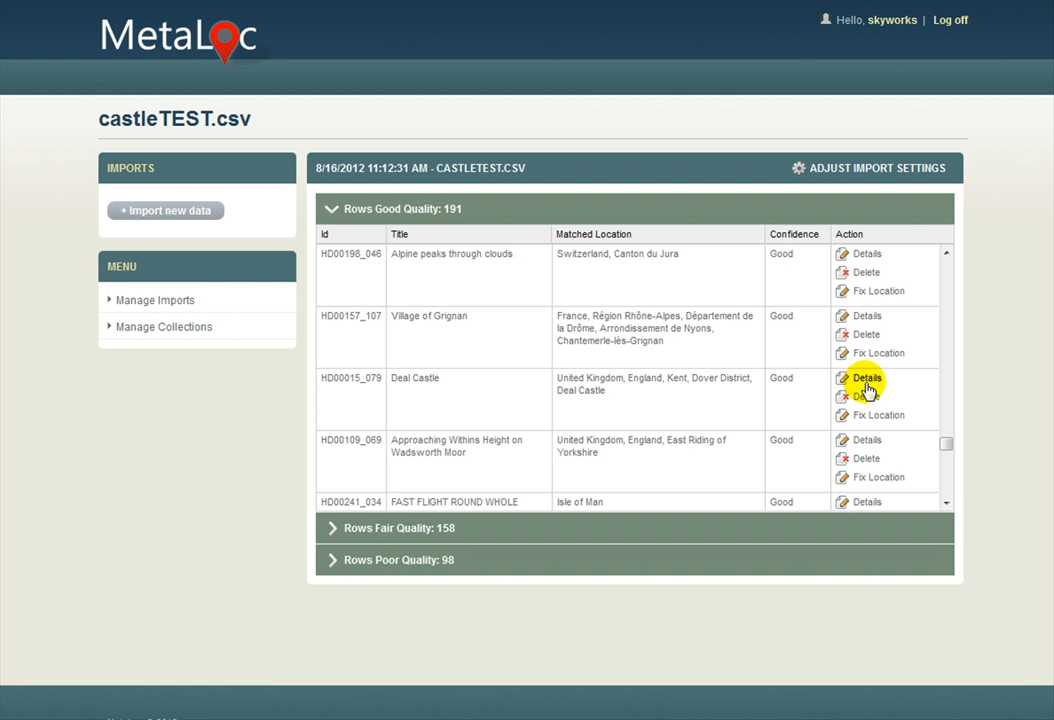 MetaLoc
Hello, skyworks | Log off
castleTEST.csv
IMPORTS
+ Import new data
MENU
Manage Imports
Manage Collections
8/16/2012 11:12:31 AM - CASTLETEST.CSV
ADJUST IMPORT SETTINGS
Rows Good Quality: 191
Id Title Matched Location Confidence Action
HD00198_046 Alpine peaks through clouds Switzerland, Canton du Jura Good Details
Delete
Fix Location
HD00157_107 Village of Grignan France, Région Rhône-Alpes, Département de Good Details
la Drôme, Arrondissement de Nyons, Delete
Chantemerle-lès-Grignan
Fix Location
HD00015_079 Deal Castle United Kingdom, England, Kent, Dover District, Good Details
Deal Castle
Fix Location
HD00109_069 Approaching Withins Height on United Kingdom, England, East Riding of Good Details
Wadsworth Moor Yorkshire Delete
Fix Location
HD00241_034 FAST FLIGHT ROUND WHOLE Isle of Man Good Details
Rows Fair Quality: 158
Rows Poor Quality: 98